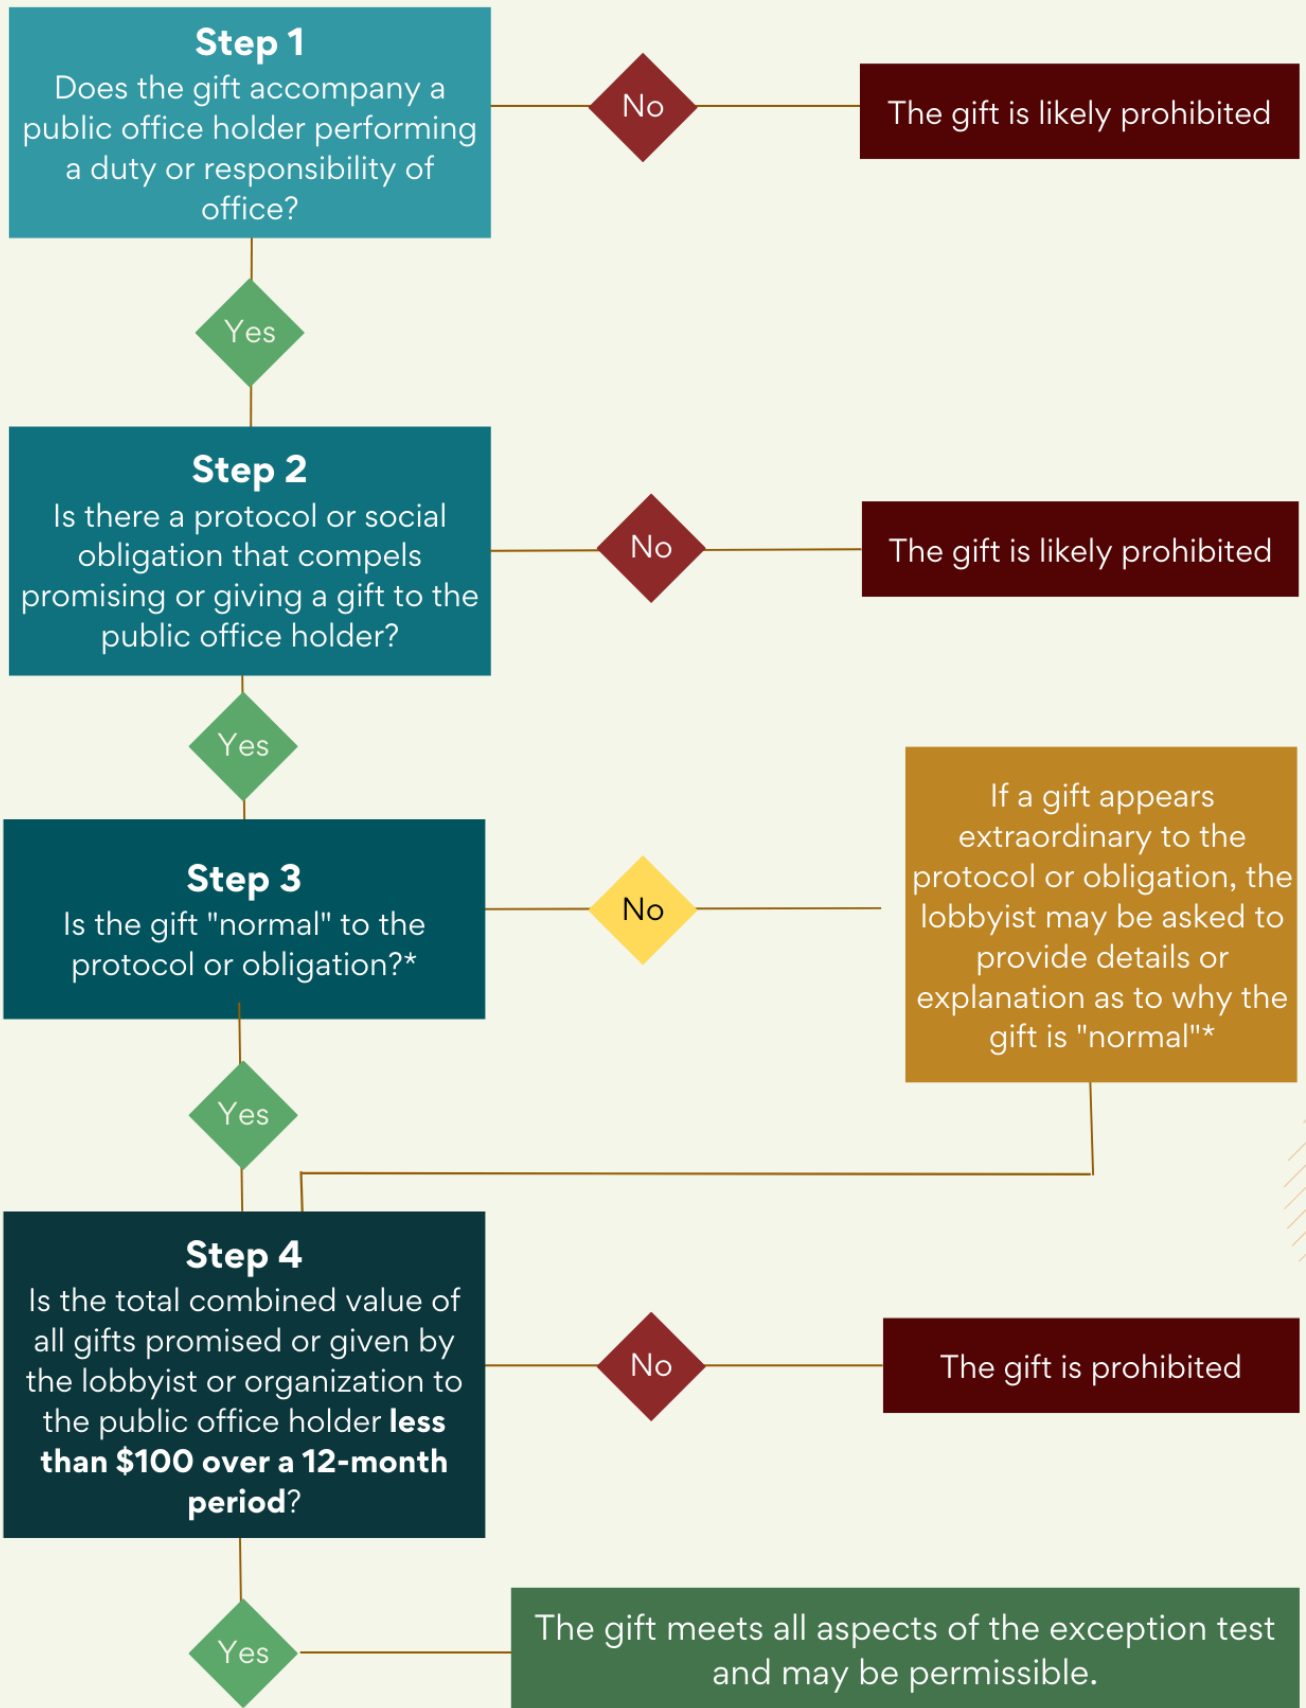 Step 1
Does the gift accompany a
public office holder performing
a duty or responsibility of
office?
No
The gift is likely prohibited
Yes
Step 2
Is there a protocol or social
obligation that compels
promising or giving a gift to the
public office holder?
No
The gift is likely prohibited
Yes
Step 3
Is the gift "normal" to the
protocol or obligation?*
No
If a gift appears
extraordinary to the
protocol or obligation, the
lobbyist may be asked to
provide details or
explanation as to why the
gift is "normal"*
Yes
Step 4
Is the total combined value of
all gifts promised or given by
the lobbyist or organization to
the public office holder less
than $100 over a 12-month
period?
No
The gift is prohibited
Yes
The gift meets all aspects of the exception test
and may be permissible.